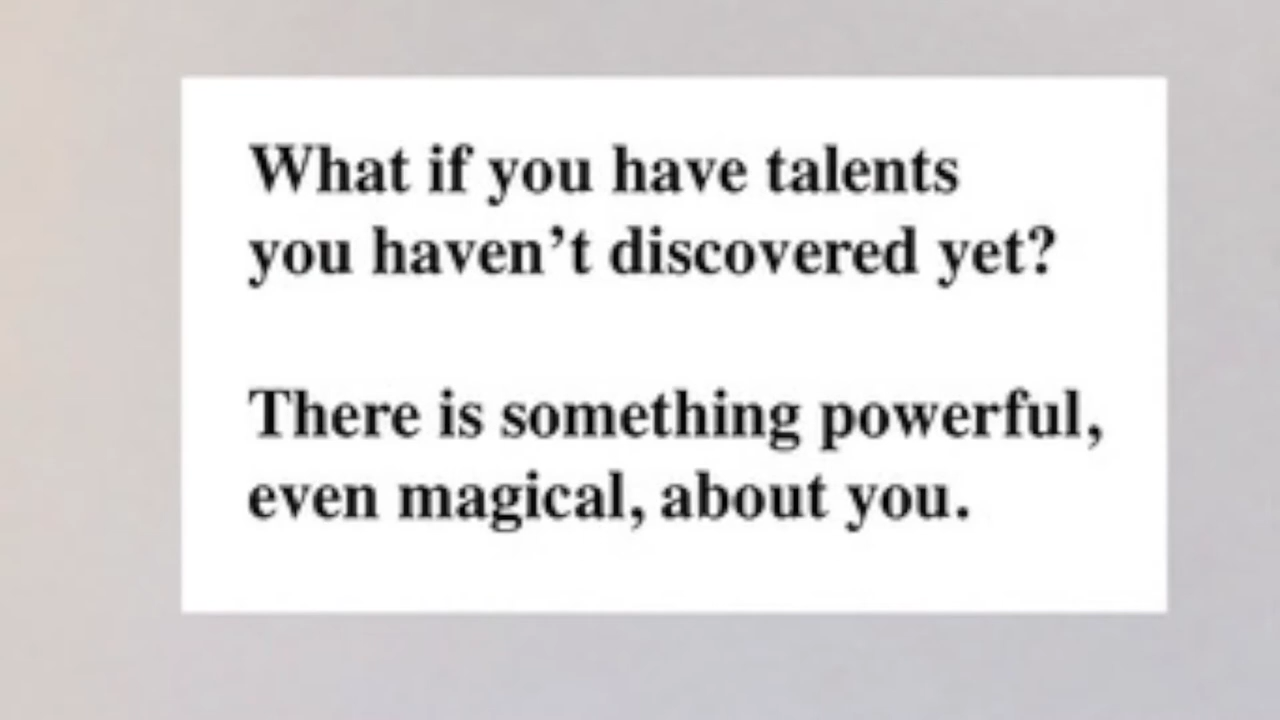 What if you have talents
you haven’t discovered yet?
There is something powerful,
even magical, about you.